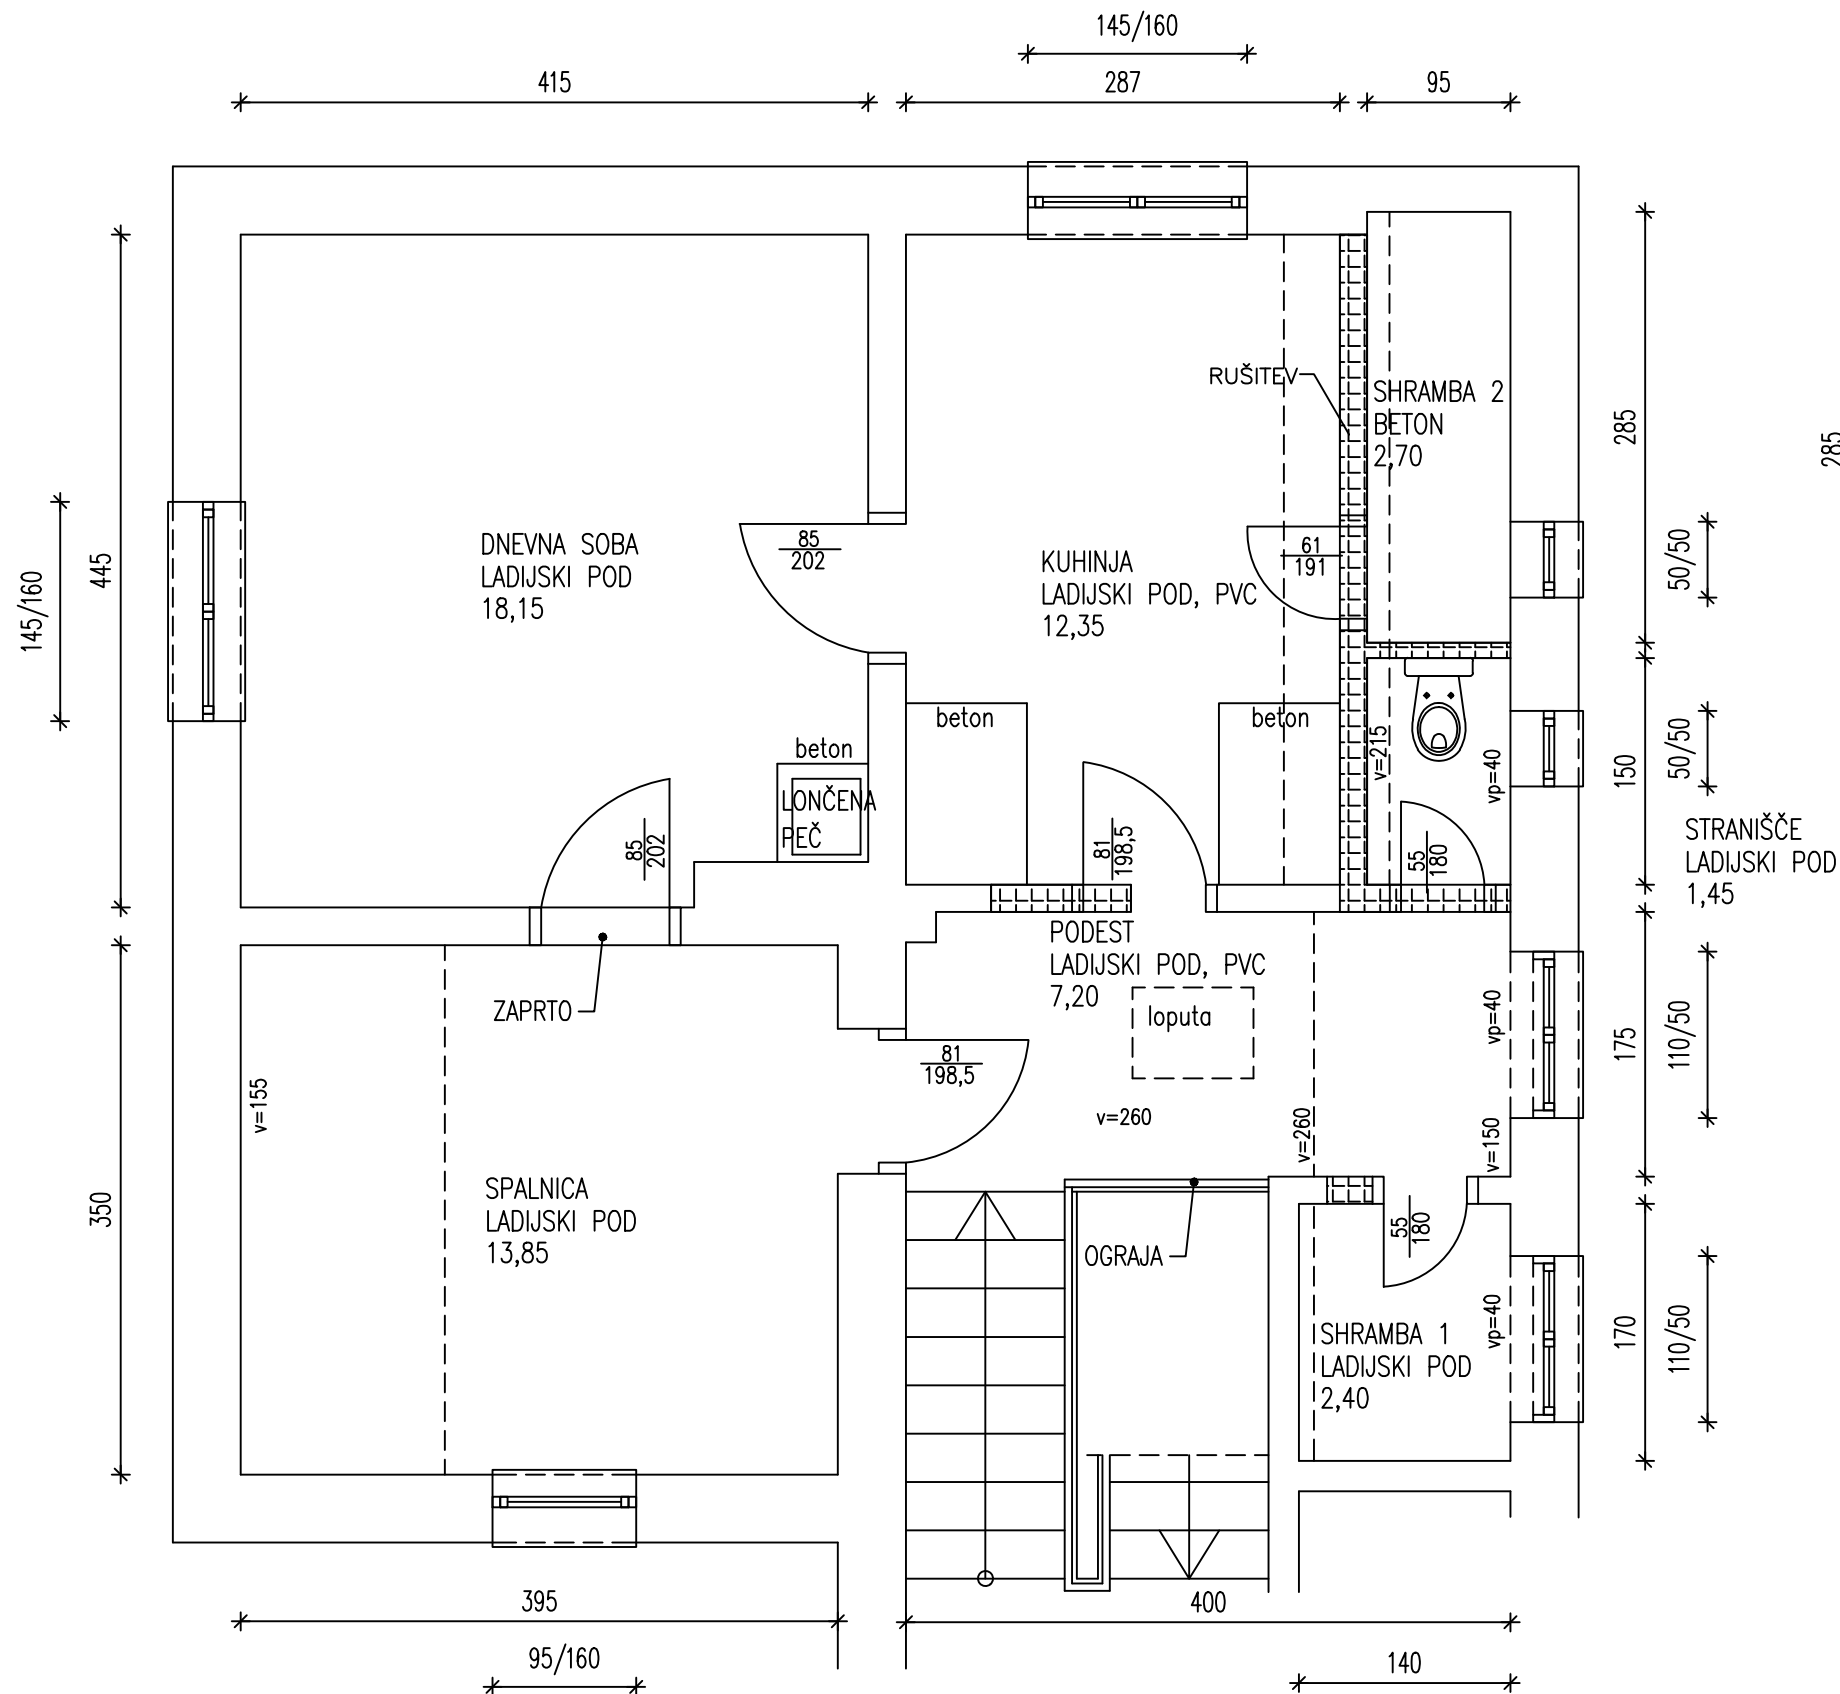 145/160
415
287
95
RUŠITEV
SHRAMBA 2
BETON
2,70
285
285
445
145/160
DNEVNA SOBA
LADIJSKI POD
18,15
85
202
KUHINJA
LADIJSKI POD, PVC
12,35
61
191
50/50
beton
beton
beton
LONČENA
PEČ
85
202
81
198,5
v=215
vp=40
55
180
150
50/50
STRANIŠČE
LADIJSKI POD
1,45
ZAPRTO
PODEST
LADIJSKI POD, PVC
7,20
loputa
81
198,5
v=260
v=260
vp=40
v=150
175
110/50
v=155
350
SPALNICA
LADIJSKI POD
13,85
OGRAJA
55
180
SHRAMBA 1
LADIJSKI POD
2,40
vp=40
170
110/50
395
400
95/160
140